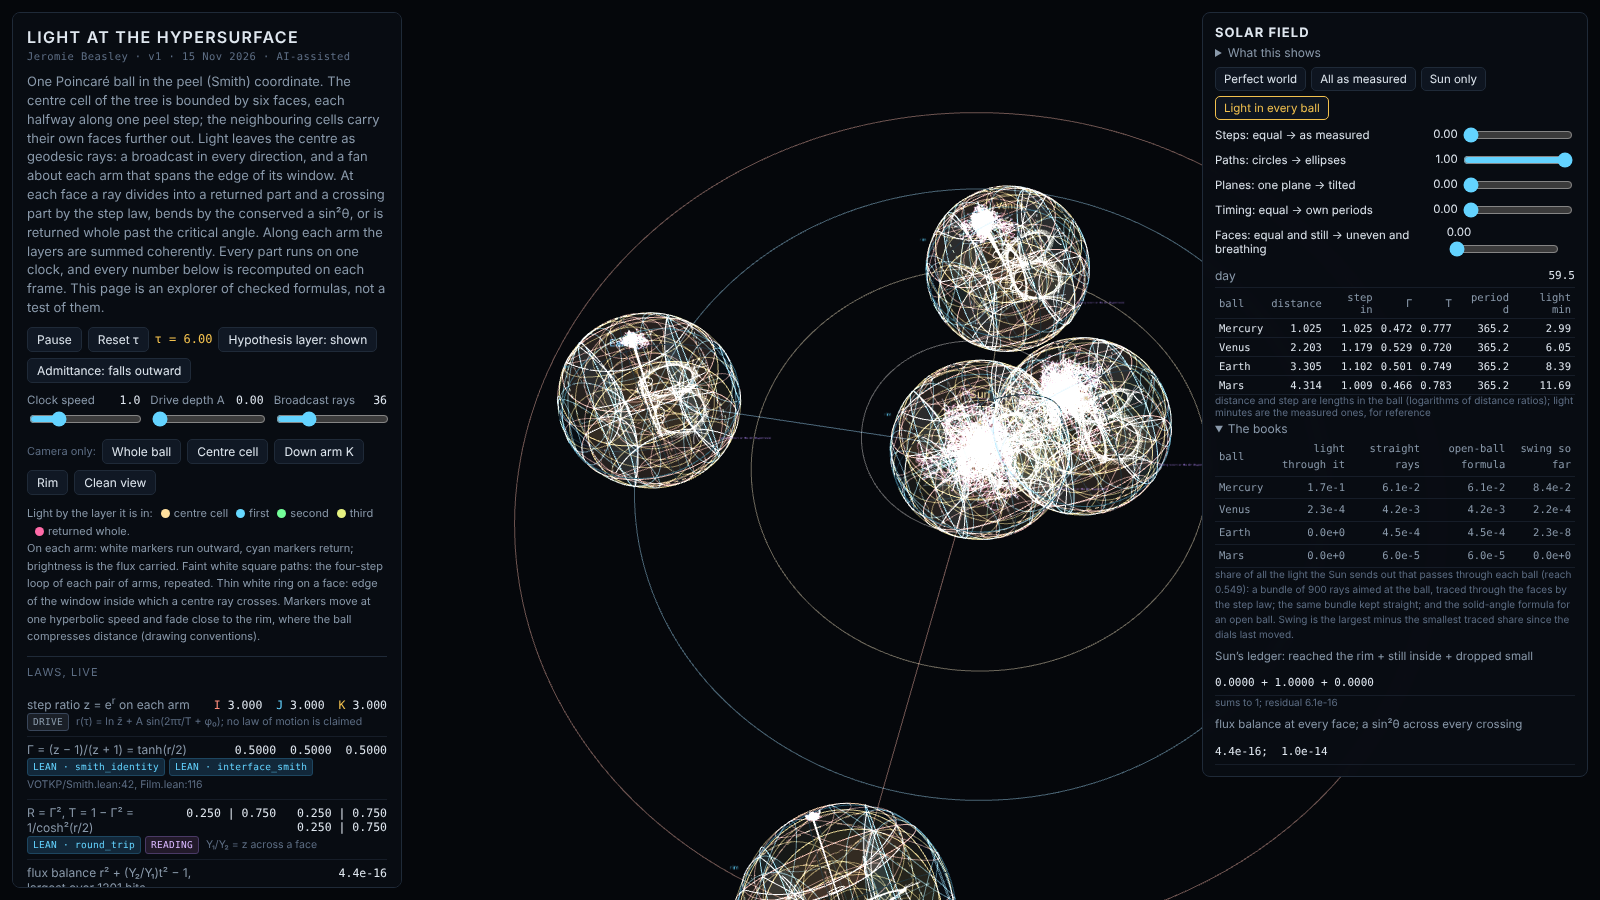 LIGHT AT THE HYPERSURFACE
Jeromie Beasley · v1 · 15 Nov 2026 · AI-assisted
One Poincaré ball in the peel (Smith) coordinate. The
centre cell of the tree is bounded by six faces, each
halfway along one peel step; the neighbouring cells carry
their own faces further out. Light leaves the centre as
geodesic rays: a broadcast in every direction, and a fan
about each arm that spans the edge of its window. At
each face a ray divides into a returned part and a crossing
part by the step law, bends by the conserved a sin²θ, or is
returned whole past the critical angle. Along each arm the
layers are summed coherently. Every part runs on one
clock, and every number below is recomputed on each
frame. This page is an explorer of checked formulas, not a
test of them.
Pause Reset τ τ = 6.00 Hypothesis layer: shown
Admittance: falls outward
Clock speed 1.0 Drive depth A 0.00 Broadcast rays 36
Camera only: Whole ball Centre cell Down arm K
Rim Clean view
Light by the layer it is in: centre cell first second third
returned whole.
On each arm: white markers run outward, cyan markers return;
brightness is the flux carried. Faint white square paths: the four-step
loop of each pair of arms, repeated. Thin white ring on a face: edge
of the window inside which a centre ray crosses. Markers move at
one hyperbolic speed and fade close to the rim, where the ball
compresses distance (drawing conventions).
LAWS, LIVE
step ratio z = eʳ on each arm I 3.000 J 3.000 K 3.000
DRIVE r(τ) = ln z̄ + A sin(2πτ/T + φ₀); no law of motion is claimed
Γ = (z − 1)/(z + 1) = tanh(r/2) 0.5000 0.5000 0.5000
LEAN · smith_identity LEAN · interface_smith
VOTKP/Smith.lean:42, Film.lean:116
R = Γ², T = 1 − Γ² = 0.250 | 0.750 0.250 | 0.750
1/cosh²(r/2) 0.250 | 0.750
LEAN · round_trip READING Y₁/Y₂ = z across a face
flux balance r² + (Y₂/Y₁)t² − 1, 4.4e-16
largest over 1201 hits
Venus
Sun
SOLAR FIELD
▶ What this shows
Perfect world All as measured Sun only
Light in every ball
Steps: equal → as measured 0.00
Paths: circles → ellipses 1.00
Planes: one plane → tilted 0.00
Timing: equal → own periods 0.00
Faces: equal and still → uneven and breathing 0.00
day 59.5
ball distance step in Γ T period d light min
Mercury 1.025 1.025 0.472 0.777 365.2 2.99
Venus 2.203 1.179 0.529 0.720 365.2 6.05
Earth 3.305 1.102 0.501 0.749 365.2 8.39
Mars 4.314 1.009 0.466 0.783 365.2 11.69
distance and step are lengths in the ball (logarithms of distance ratios); light
minutes are the measured ones, for reference
▼ The books
ball light through it straight rays open-ball formula swing so far
Mercury 1.7e-1 6.1e-2 6.1e-2 8.4e-2
Venus 2.3e-4 4.2e-3 4.2e-3 2.2e-4
Earth 0.0e+0 4.5e-4 4.5e-4 2.3e-8
Mars 0.0e+0 6.0e-5 6.0e-5 0.0e+0
share of all the light the Sun sends out that passes through each ball (reach
0.549): a bundle of 900 rays aimed at the ball, traced through the faces by
the step law; the same bundle kept straight; and the solid-angle formula for
an open ball. Swing is the largest minus the smallest traced share since the
dials last moved.
Sun's ledger: reached the rim + still inside + dropped small
0.0000 + 1.0000 + 0.0000
sums to 1; residual 6.1e-16
flux balance at every face; a sin²θ across every crossing
4.4e-16; 1.0e-14